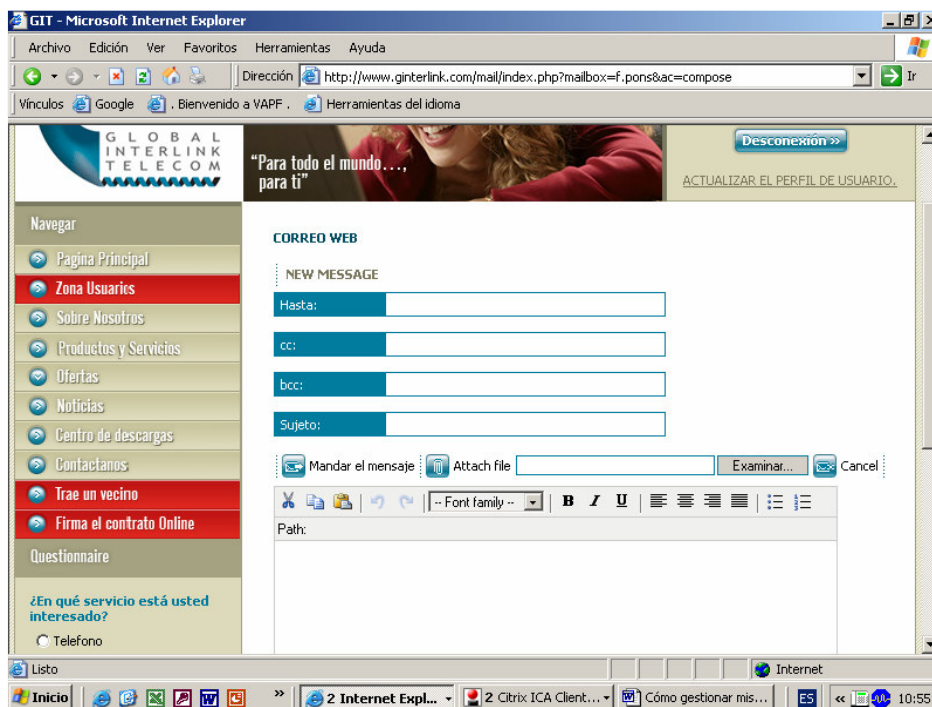 GIT - Microsoft Internet Explorer
Archivo Edición Ver Favoritos Herramientas Ayuda
Dirección http://www.ginterlink.com/mail/index.php?mailbox=f.pons&ac=compose Ir
Vínculos Google . Bienvenido a VAPF . Herramientas del idioma
GLOBAL
INTERLINK
TELECOM
“Para todo el mundo...,
para ti”
Desconexión »
ACTUALIZAR EL PERFIL DE USUARIO.
Navegar
Pagina Principal
Zona Usuarios
Sobre Nosotros
Productos y Servicios
Ofertas
Noticias
Centro de descargas
Contactanos
Trae un vecino
Firma el contrato Online
Questionnaire
¿En qué servicio está usted
interesado?
Telefono
CORREO WEB
NEW MESSAGE
Hasta:
cc:
bcc:
Sujeto:
Mandar el mensaje Attach file Examinar... Cancel
-- Font family -- B I U
Path:
Listo Internet
Inicio » 2 Internet Expl... 2 Citrix ICA Client... Cómo gestionar mis... ES « 10:55